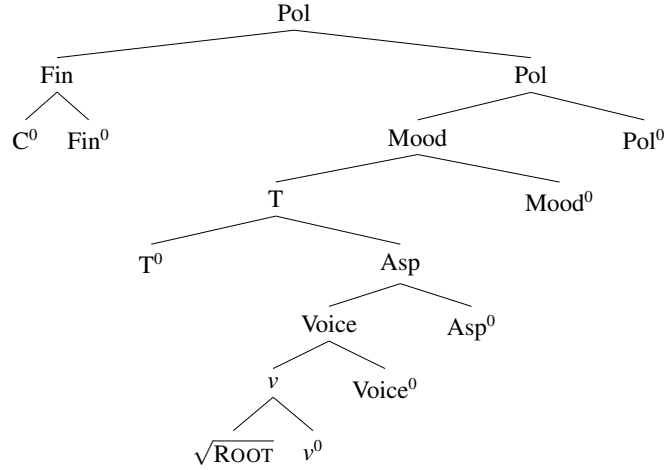 Pol
Fin Pol
C⁰ Fin⁰ Mood Pol⁰
T Mood⁰
T⁰ Asp
Voice Asp⁰
v Voice⁰
√ROOT v⁰